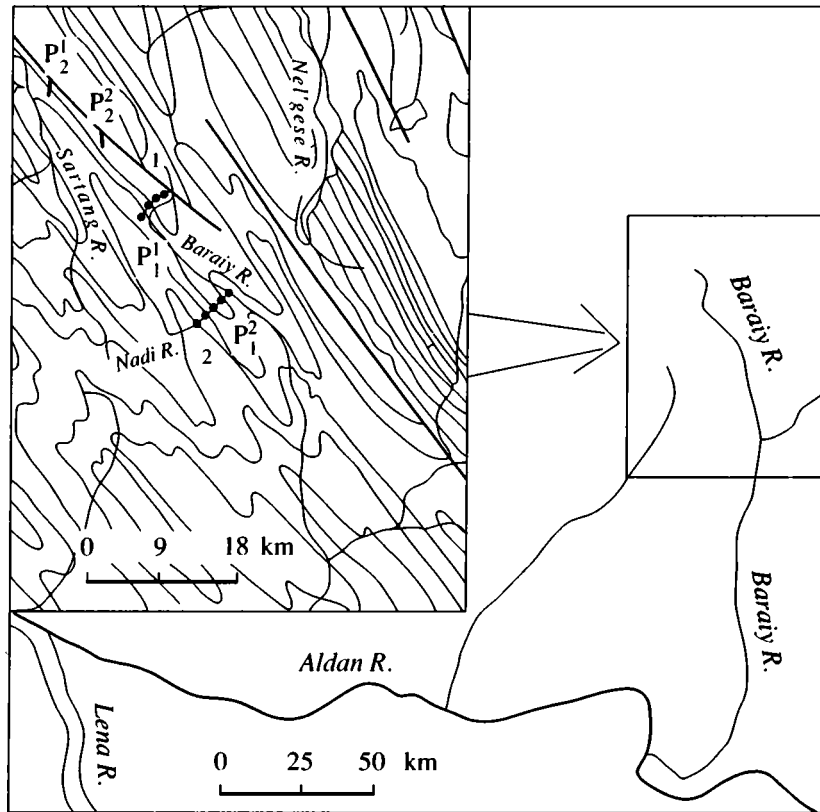 P₂¹
P₂²
Nel'gese R.
1
Sartang R.
P₁¹
Baraiy R.
Nadi R.
2
P₁²
0 9 18 km
Baraiy R.
Baraiy R.
Aldan R.
Lena R.
0 25 50 km